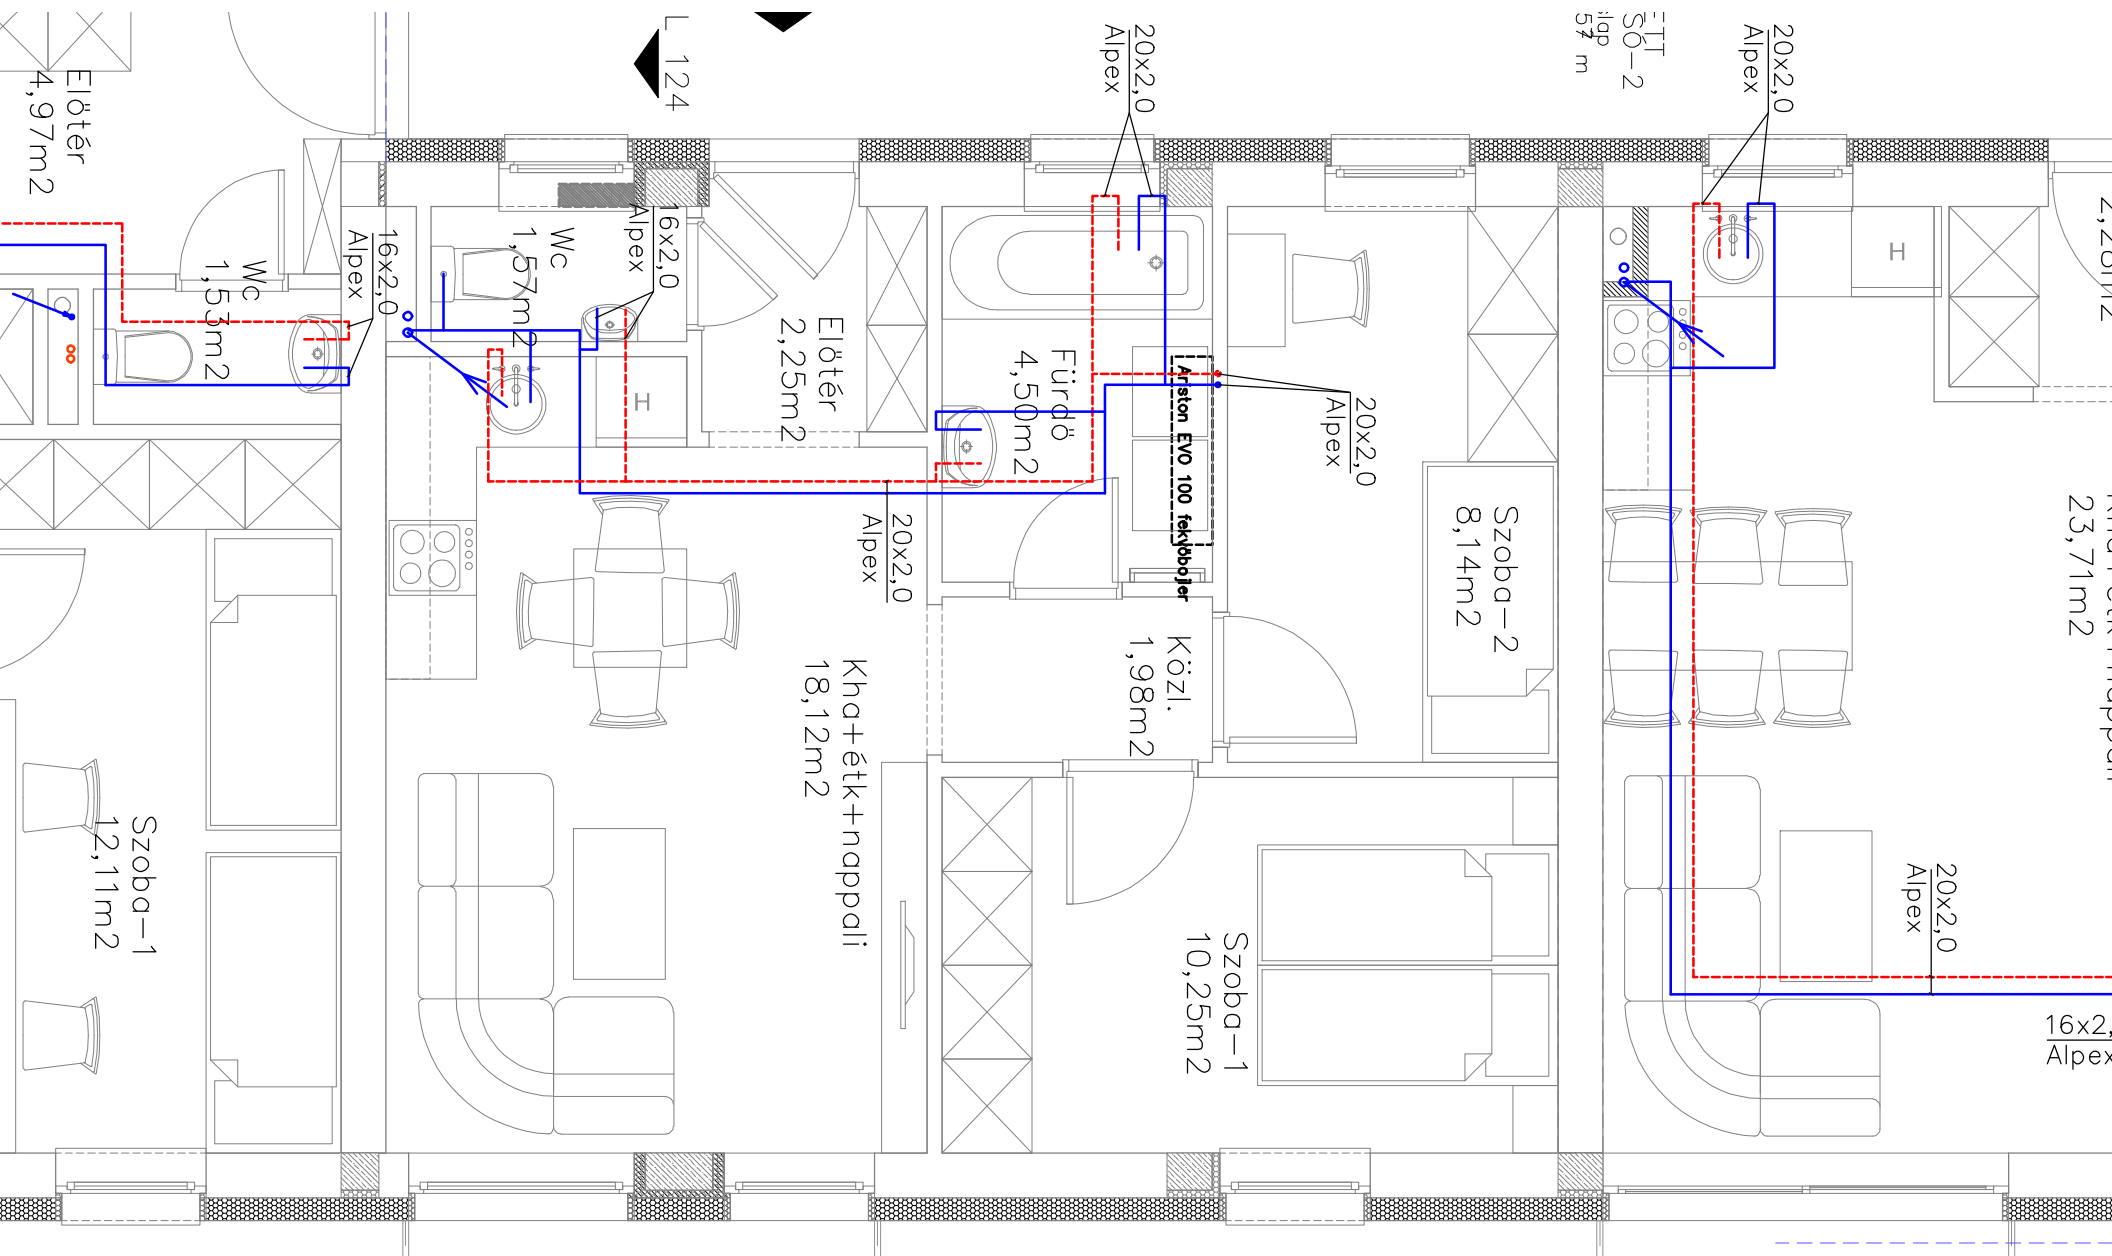 Előtér
4,97m2
Wc
1,53m2
16x2,0
Alpex
Szoba-1
12,11m2
L 124
Wc
1,57m2
16x2,0
Alpex
H
Előtér
2,25m2
Kha+étk+nappali
18,12m2
20x2,0
Alpex
20x2,0
Alpex
Fürdő
4,50m2
Ariston EVO 100 fekvőbojler
20x2,0
Alpex
Közl.
1,98m2
Szoba-2
8,14m2
Szoba-1
10,25m2
Só-2
20x2,0
Alpex
H
23,71m2
20x2,0
Alpex
16x2,
Alpex